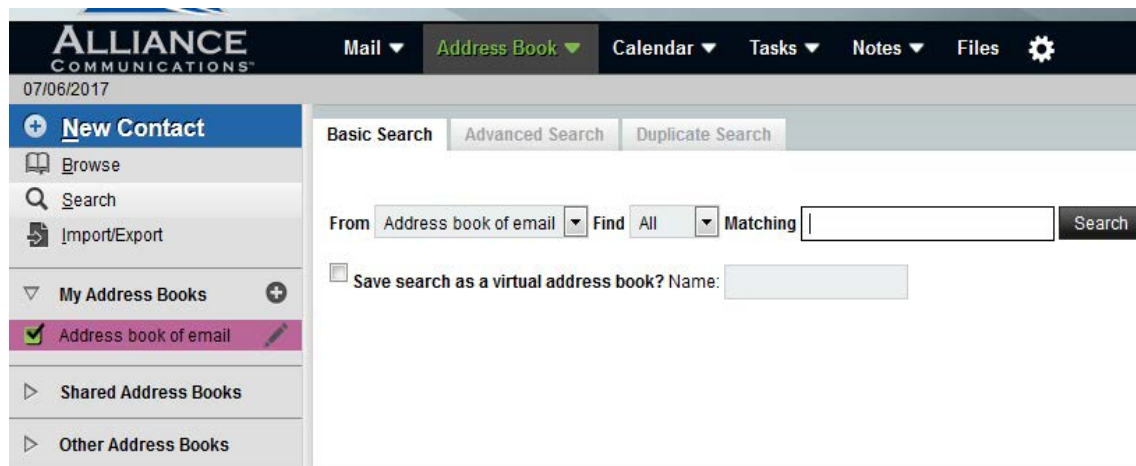 ALLIANCE
COMMUNICATIONS℠
Mail Address Book Calendar Tasks Notes Files
07/06/2017
New Contact
Browse
Search
Import/Export
My Address Books
Address book of email
Shared Address Books
Other Address Books
Basic Search Advanced Search Duplicate Search
From Address book of email Find All Matching Search
Save search as a virtual address book? Name: